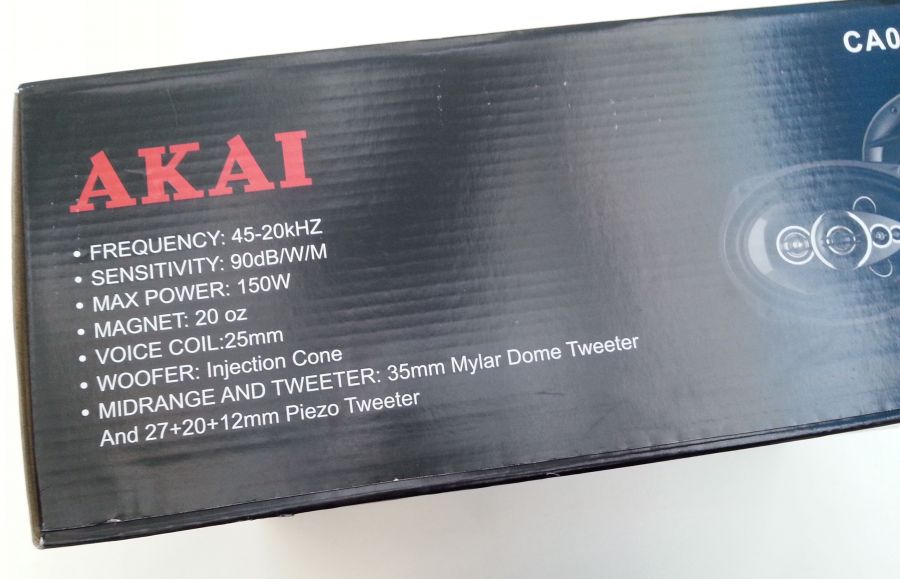 CA0
AKAI
• FREQUENCY: 45-20kHZ
• SENSITIVITY: 90dB/W/M
• MAX POWER: 150W
• MAGNET: 20 oz
• VOICE COIL:25mm
• WOOFER: Injection Cone
• MIDRANGE AND TWEETER: 35mm Mylar Dome Tweeter
And 27+20+12mm Piezo Tweeter